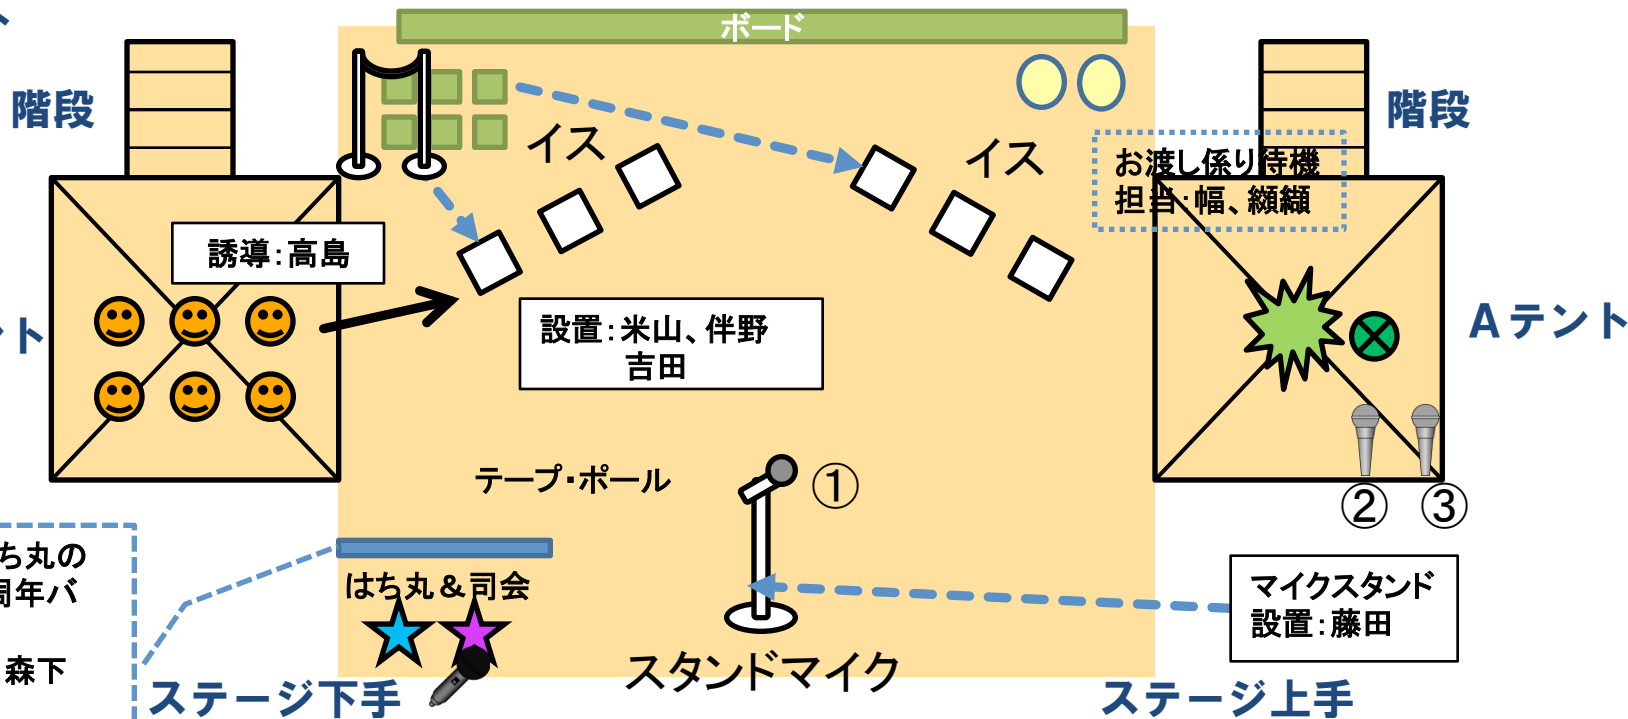 ト
ボード
階段
階段
イス
イス
お渡し係り待機
担当:幅、纐纈
誘導:高島
設置:米山、伴野
吉田
ント
Aテント
テープ・ポール
①
②
③
ち丸の
周年バ
森下
はち丸&司会
マイクスタンド
設置:藤田
スタンドマイク
ステージ下手
ステージ上手